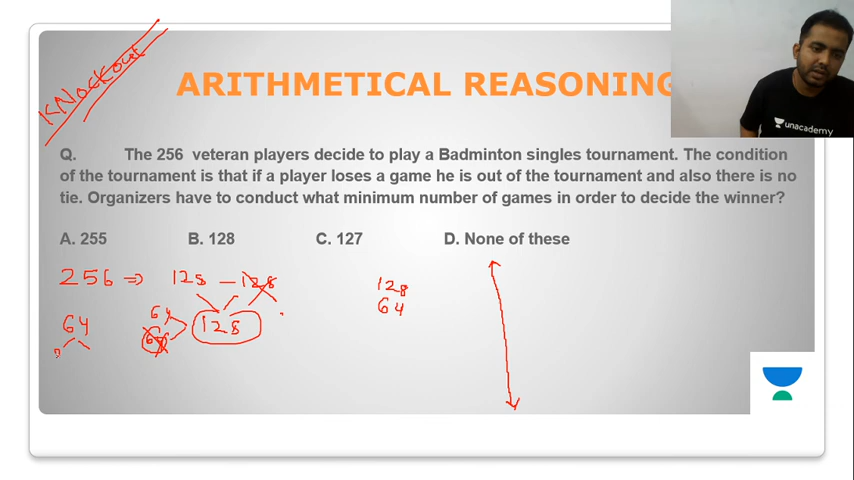 KNockout
ARITHMETICAL REASONING
unacademy
Q. The 256 veteran players decide to play a Badminton singles tournament. The condition
of the tournament is that if a player loses a game he is out of the tournament and also there is no
tie. Organizers have to conduct what minimum number of games in order to decide the winner?
A. 255 B. 128 C. 127 D. None of these
256 ⇒ 128 – 128
128
64
64
64
128
64